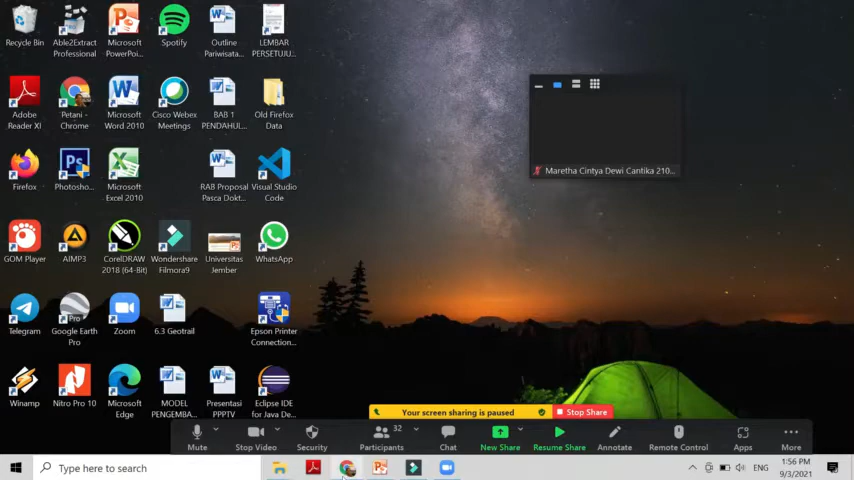 Recycle Bin
Able2Extract
Professional
Microsoft
PowerPoi...
Spotify
Outline
Pariwisata...
LEMBAR
PERSETUJU...
Adobe
Reader XI
Petani -
Chrome
Microsoft
Word 2010
Cisco Webex
Meetings
BAB 1
PENDAHUL...
Old Firefox
Data
Firefox
Photosho...
Microsoft
Excel 2010
RAB Proposal
Pasca Dokt...
Visual Studio
Code
GOM Player
AIMP3
CorelDRAW
2018 (64-Bit)
Wondershare
Filmora9
Universitas
Jember
WhatsApp
Telegram
Google Earth
Pro
Zoom
6.3 Geotrail
Epson Printer
Connection...
Winamp
Nitro Pro 10
Microsoft
Edge
MODEL
PENGEMBA...
Presentasi
PPPTV
Eclipse IDE
for Java De...
Maretha Cintya Dewi Cantika 210...
Your screen sharing is paused
Stop Share
Mute
Stop Video
Security
32
Participants
Chat
New Share
Resume Share
Annotate
Remote Control
Apps
More
Type here to search
ENG
1:56 PM
9/3/2021